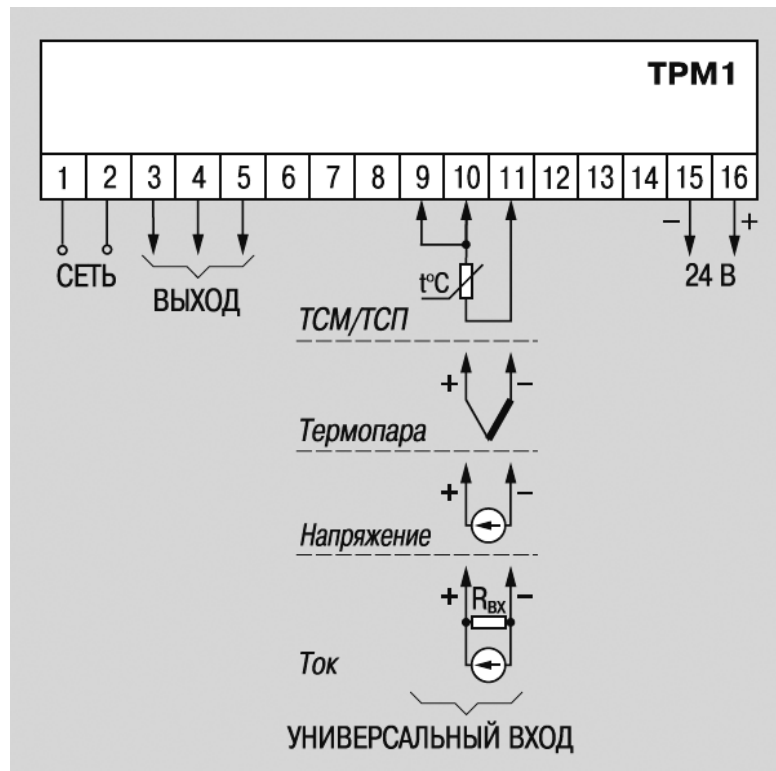 ТРМ1
1 2 3 4 5 6 7 8 9 10 11 12 13 14 15 16
– +
СЕТЬ
ВЫХОД
24 В
t°C
ТСМ/ТСП
+ –
Термопара
+ –
Напряжение
+ Rвх –
Ток
УНИВЕРСАЛЬНЫЙ ВХОД